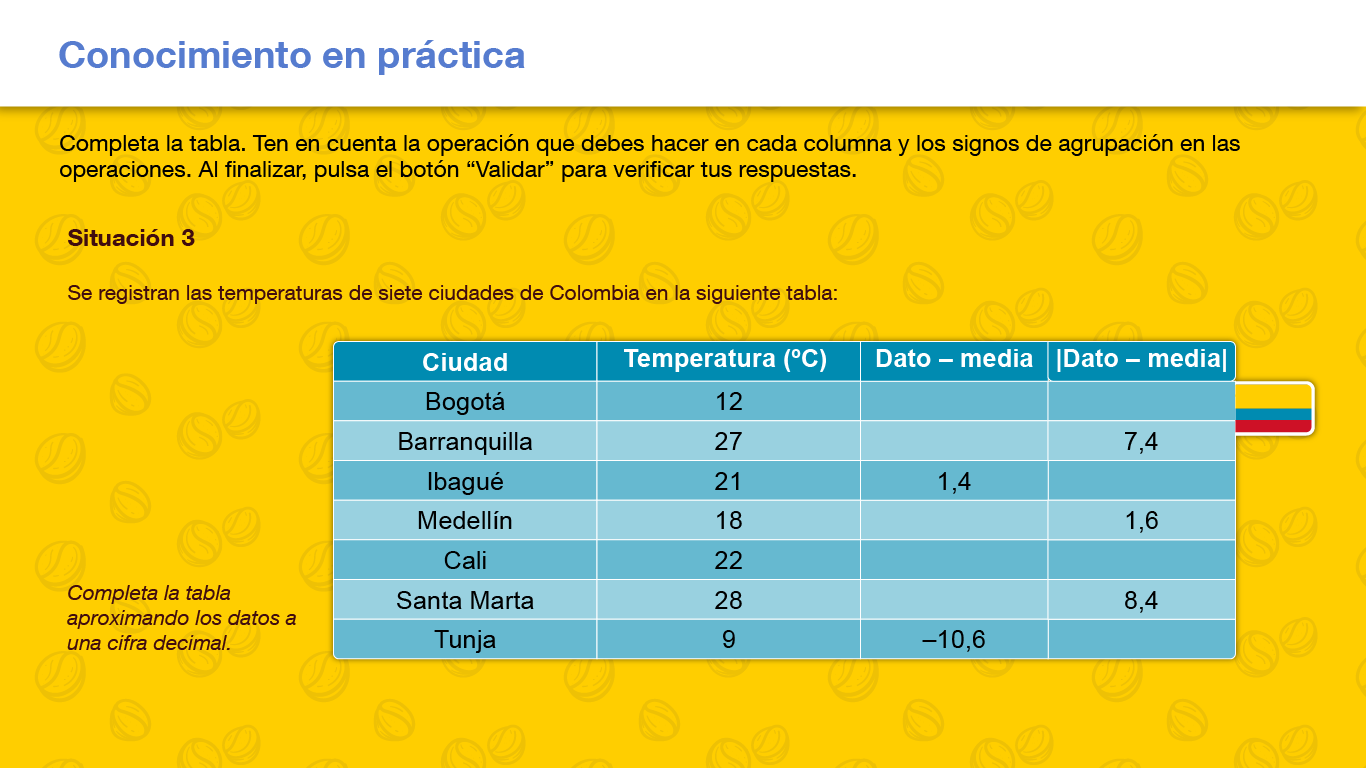 Conocimiento en práctica
Completa la tabla. Ten en cuenta la operación que debes hacer en cada columna y los signos de agrupación en las
operaciones. Al finalizar, pulsa el botón “Validar” para verificar tus respuestas.
Situación 3
Se registran las temperaturas de siete ciudades de Colombia en la siguiente tabla:
Ciudad Temperatura (ºC) Dato – media |Dato – media|
Bogotá 12
Barranquilla 27 7,4
Ibagué 21 1,4
Medellín 18 1,6
Cali 22
Santa Marta 28 8,4
Tunja 9 –10,6
Completa la tabla
aproximando los datos a
una cifra decimal.